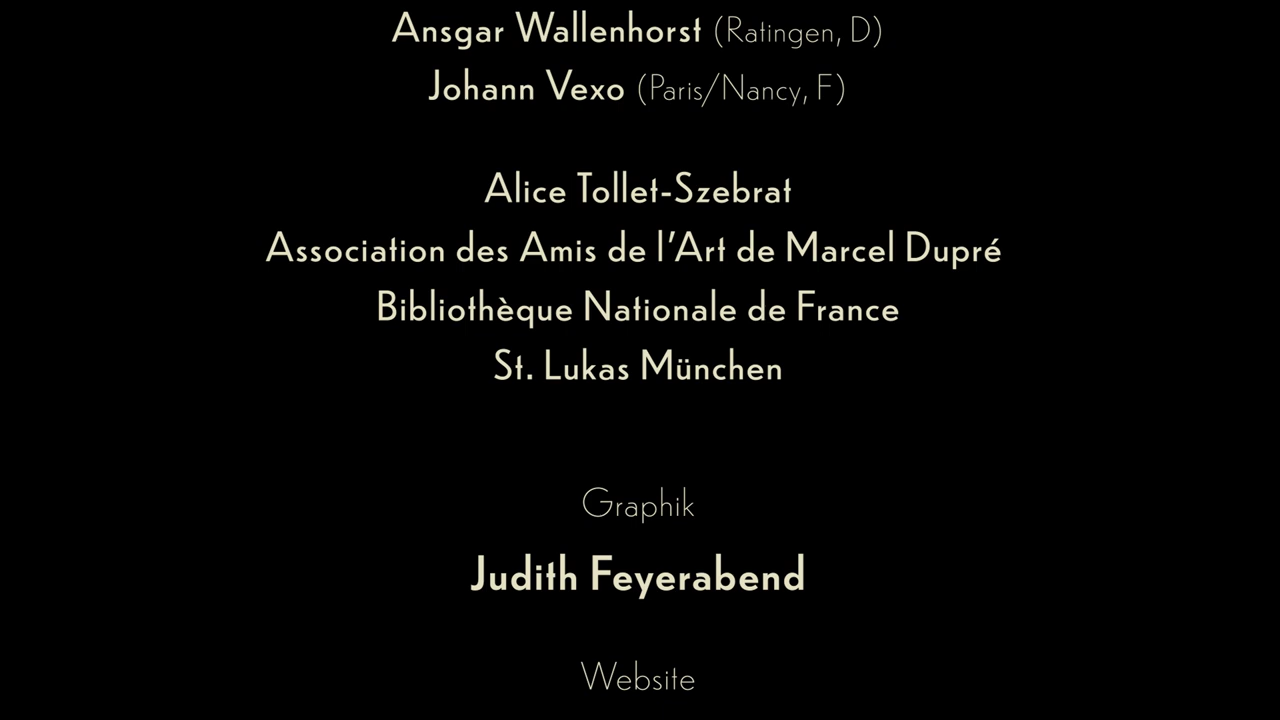 Ansgar Wallenhorst (Ratingen, D)
Johann Vexo (Paris/Nancy, F)
Alice Tollet-Szebrat
Association des Amis de l'Art de Marcel Dupré
Bibliothèque Nationale de France
St. Lukas München
Graphik
Judith Feyerabend
Website